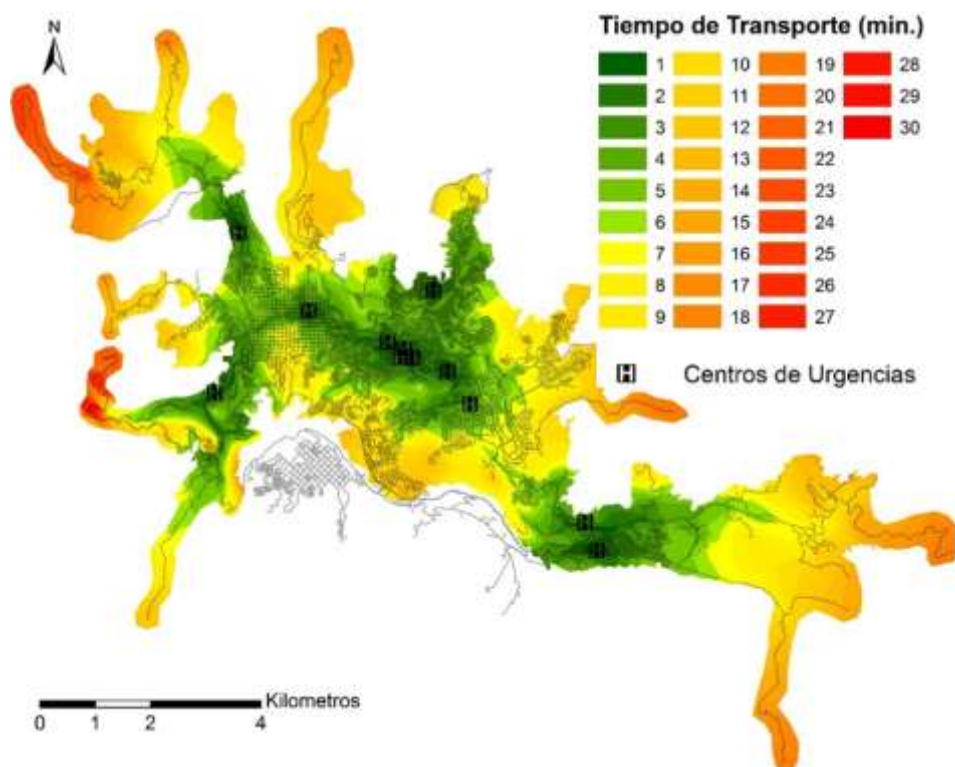 N
Tiempo de Transporte (min.)
1 10 19 28
2 11 20 29
3 12 21 30
4 13 22
5 14 23
6 15 24
7 16 25
8 17 26
9 18 27
H Centros de Urgencias
Kilometros
0 1 2 4